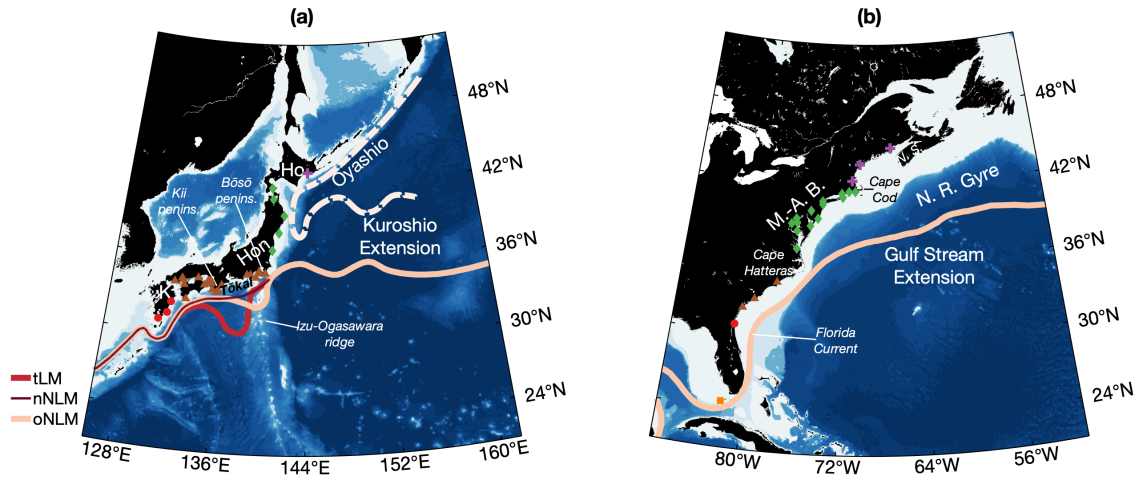 (a)
48°N
42°N
36°N
30°N
24°N
Ho
Oyashio
Kii
penins.
Bōsō
penins.
Kuroshio
Extension
Hon
K
Tōkai
Izu-Ogasawara
ridge
tLM
nNLM
oNLM
128°E
136°E
144°E
152°E
160°E
(b)
48°N
42°N
36°N
30°N
24°N
N. S.
Cape
Cod
N. R. Gyre
M.-A. B.
Cape
Hatteras
Gulf Stream
Extension
Florida
Current
80°W
72°W
64°W
56°W